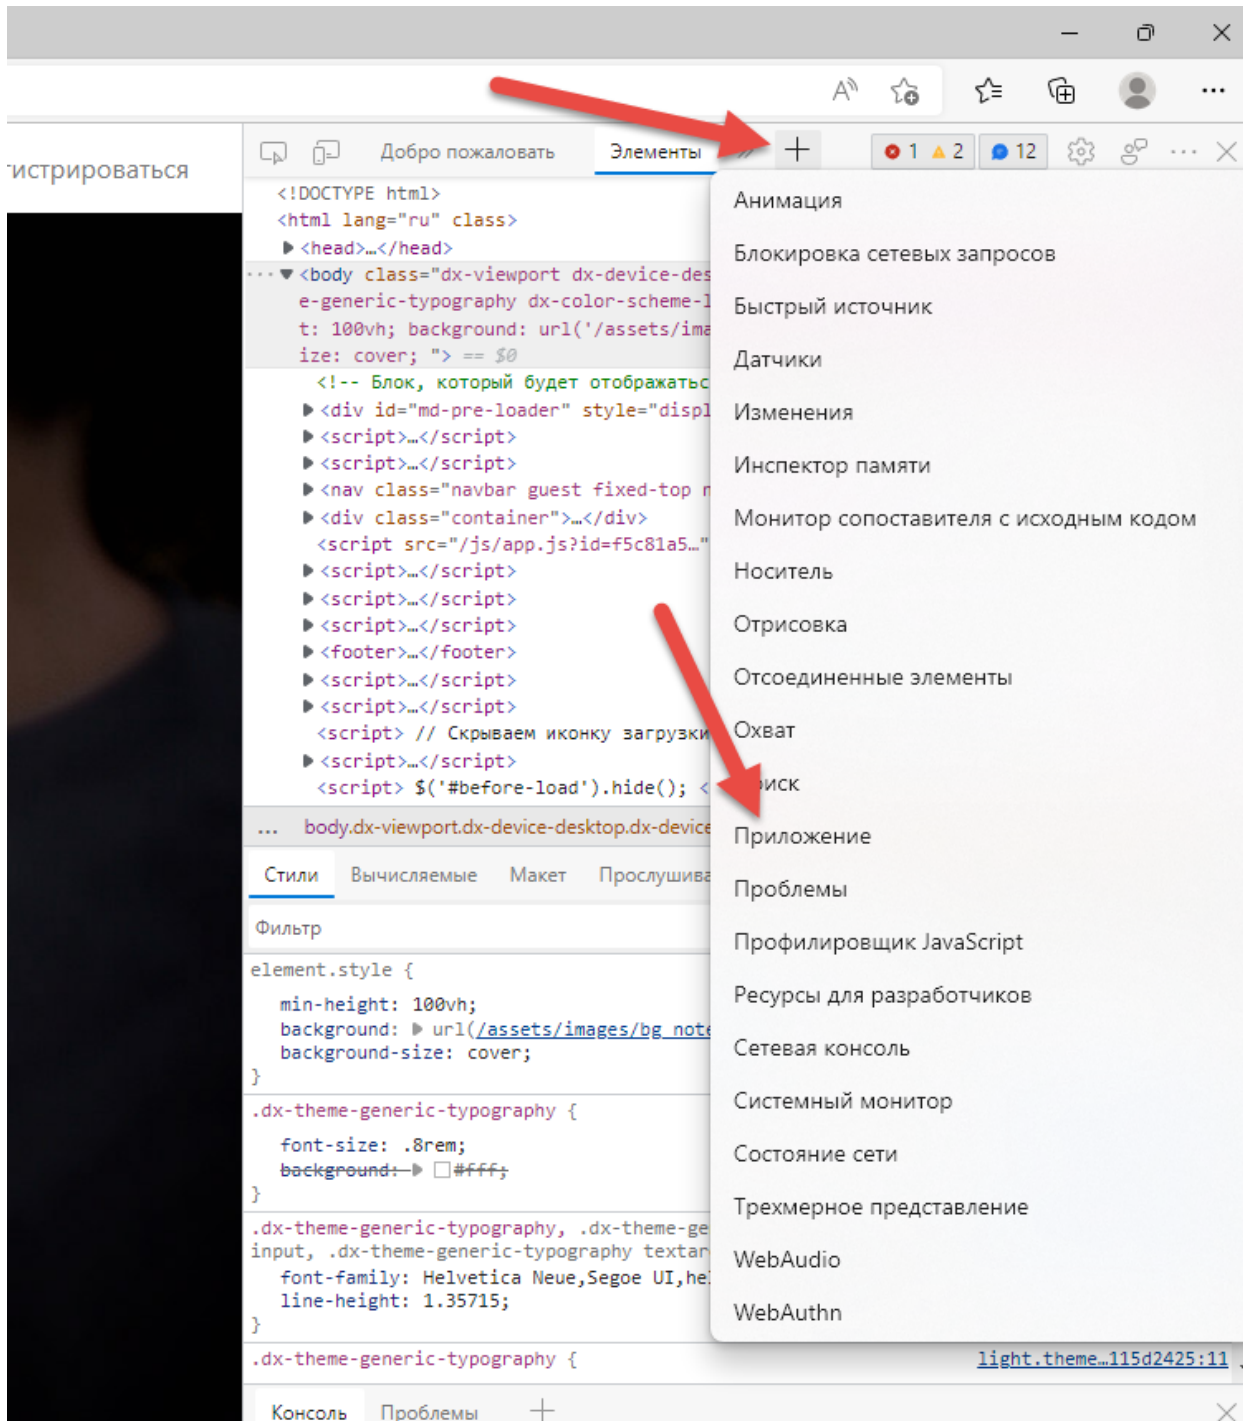 гистрироваться
Добро пожаловать Элементы 1 2 12
<!DOCTYPE html>
<html lang="ru" class>
<head>…</head>
<body class="dx-viewport dx-device-des
e-generic-typography dx-color-scheme-l
t: 100vh; background: url('/assets/ima
ize: cover; "> == $0
<!-- Блок, который будет отображатьс
<div id="md-pre-loader" style="displ
<script>…</script>
<script>…</script>
<nav class="navbar guest fixed-top n
<div class="container">…</div>
<script src="/js/app.js?id=f5c81a5…"
<script>…</script>
<script>…</script>
<script>…</script>
<footer>…</footer>
<script>…</script>
<script>…</script>
<script> // Скрываем иконку загрузки
<script>…</script>
<script> $('#before-load').hide(); <
... body.dx-viewport.dx-device-desktop.dx-device
Стили Вычисляемые Макет Прослушива
Фильтр
element.style {
min-height: 100vh;
background: url(/assets/images/bg_note
background-size: cover;
}
.dx-theme-generic-typography {
font-size: .8rem;
background: #fff;
}
.dx-theme-generic-typography, .dx-theme-ge
input, .dx-theme-generic-typography textar
font-family: Helvetica Neue,Segoe UI,he
line-height: 1.35715;
}
.dx-theme-generic-typography {
light.theme…115d2425:11
Консоль Проблемы
Анимация
Блокировка сетевых запросов
Быстрый источник
Датчики
Изменения
Инспектор памяти
Монитор сопоставителя с исходным кодом
Носитель
Отрисовка
Отсоединенные элементы
Охват
иск
Приложение
Проблемы
Профилировщик JavaScript
Ресурсы для разработчиков
Сетевая консоль
Системный монитор
Состояние сети
Трехмерное представление
WebAudio
WebAuthn